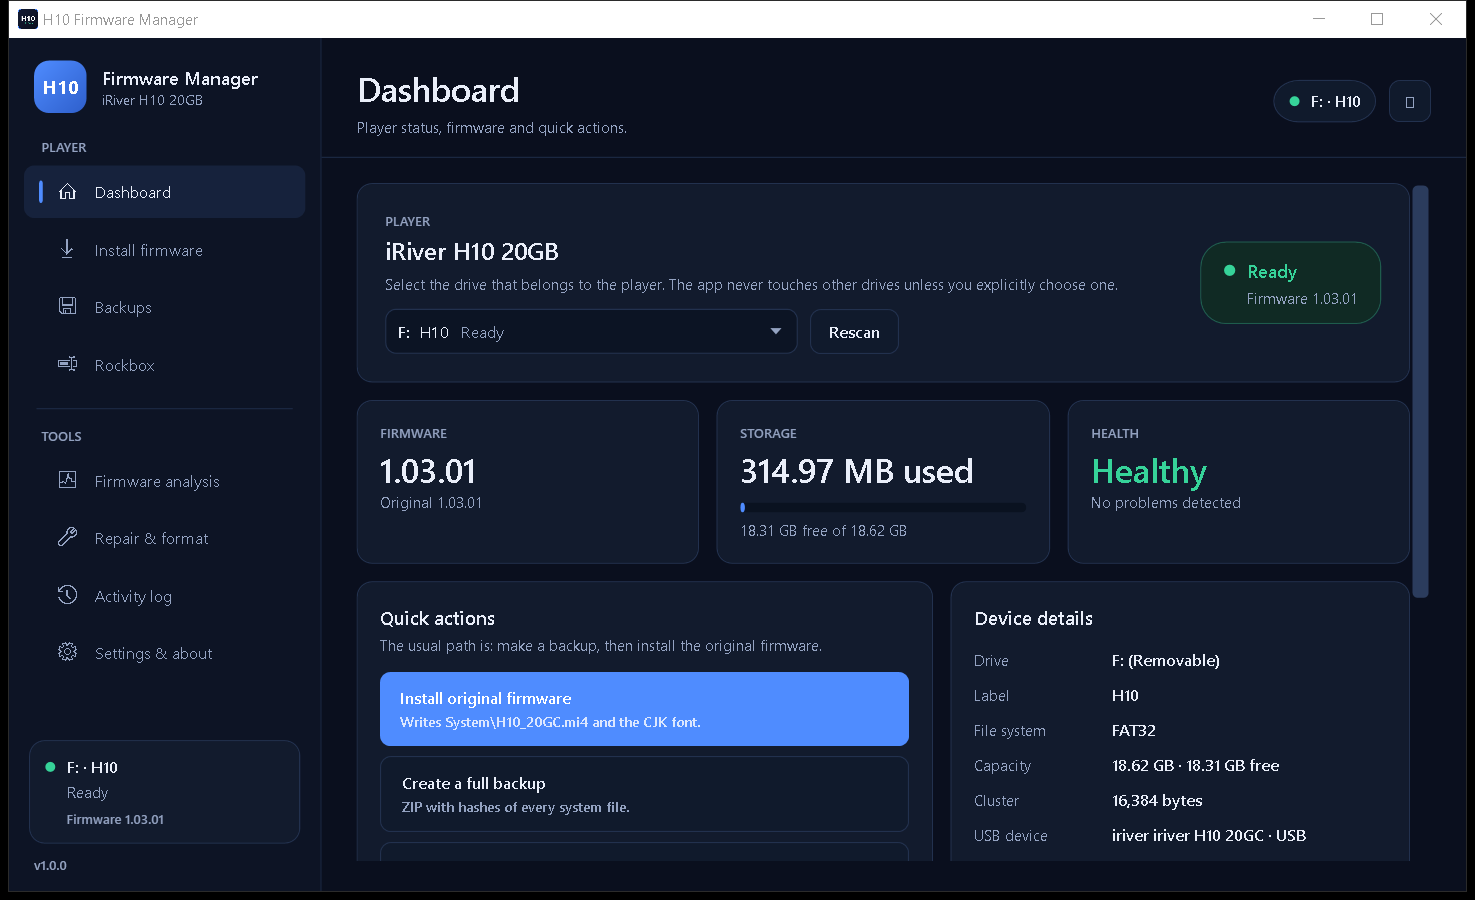 H10 H10 Firmware Manager
H10
Firmware Manager
iRiver H10 20GB
PLAYER
Dashboard
Install firmware
Backups
Rockbox
TOOLS
Firmware analysis
Repair & format
Activity log
Settings & about
F: · H10
Ready
Firmware 1.03.01
v1.0.0
Dashboard
Player status, firmware and quick actions.
F: · H10
PLAYER
iRiver H10 20GB
Select the drive that belongs to the player. The app never touches other drives unless you explicitly choose one.
F: H10 Ready
Rescan
Ready
Firmware 1.03.01
FIRMWARE
1.03.01
Original 1.03.01
STORAGE
314.97 MB used
18.31 GB free of 18.62 GB
HEALTH
Healthy
No problems detected
Quick actions
The usual path is: make a backup, then install the original firmware.
Install original firmware
Writes System\H10_20GC.mi4 and the CJK font.
Create a full backup
ZIP with hashes of every system file.
Device details
Drive F: (Removable)
Label H10
File system FAT32
Capacity 18.62 GB · 18.31 GB free
Cluster 16,384 bytes
USB device iriver iriver H10 20GC · USB